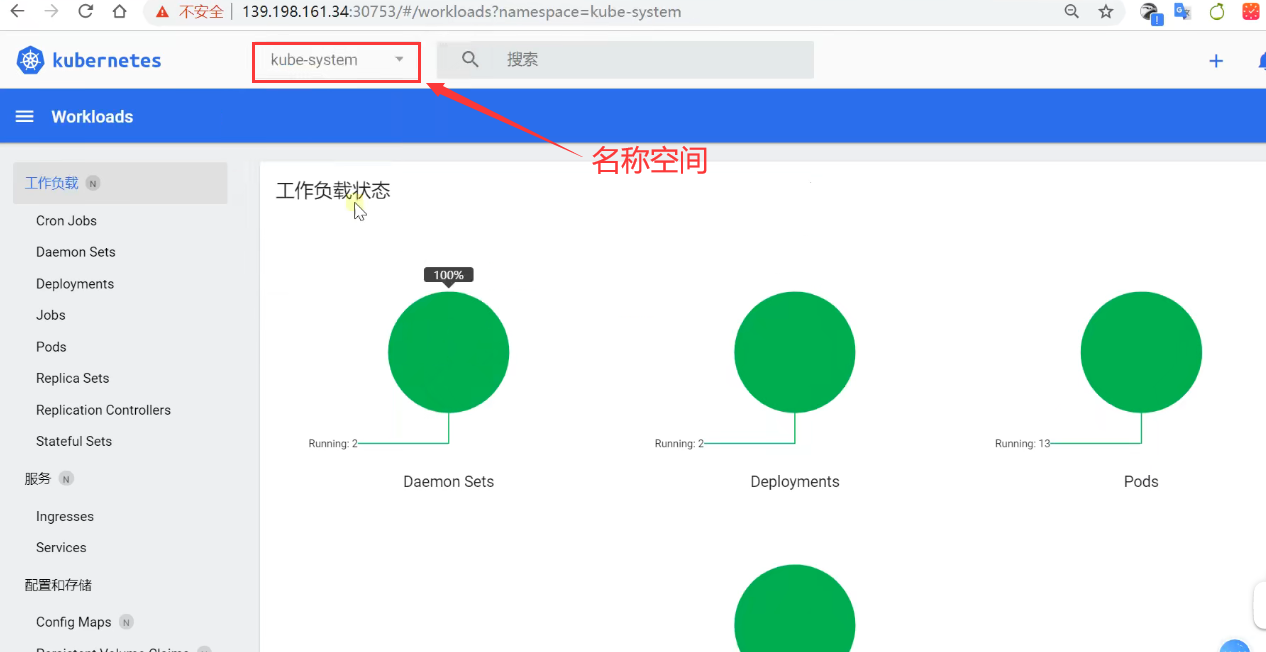 不安全 139.198.161.34:30753/#/workloads?namespace=kube-system
kubernetes
kube-system
搜索
Workloads
名称空间
工作负载 N
Cron Jobs
Daemon Sets
Deployments
Jobs
Pods
Replica Sets
Replication Controllers
Stateful Sets
服务 N
Ingresses
Services
配置和存储
Config Maps N
工作负载状态
100%
Running: 2
Daemon Sets
Running: 2
Deployments
Running: 13
Pods